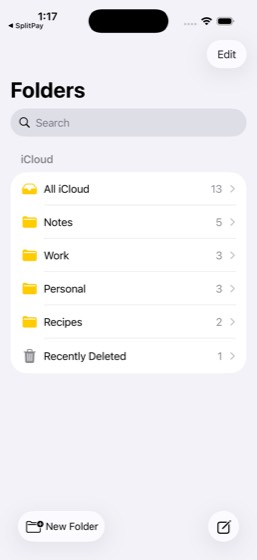 1:17
SplitPay
Edit
Folders
Search
iCloud
All iCloud 13
Notes 5
Work 3
Personal 3
Recipes 2
Recently Deleted 1
New Folder